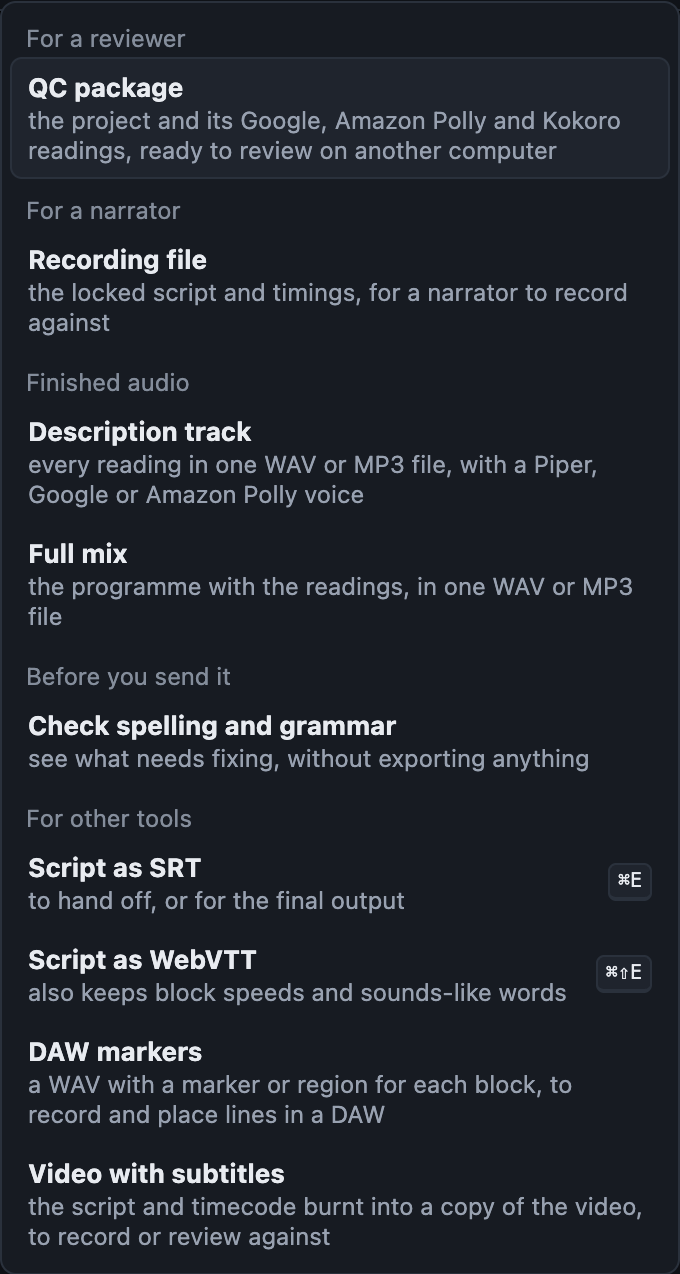 For a reviewer
QC package
the project and its Google, Amazon Polly and Kokoro
readings, ready to review on another computer
For a narrator
Recording file
the locked script and timings, for a narrator to record
against
Finished audio
Description track
every reading in one WAV or MP3 file, with a Piper,
Google or Amazon Polly voice
Full mix
the programme with the readings, in one WAV or MP3
file
Before you send it
Check spelling and grammar
see what needs fixing, without exporting anything
For other tools
Script as SRT
⌘E
to hand off, or for the final output
Script as WebVTT
⌘⇧E
also keeps block speeds and sounds-like words
DAW markers
a WAV with a marker or region for each block, to
record and place lines in a DAW
Video with subtitles
the script and timecode burnt into a copy of the video,
to record or review against